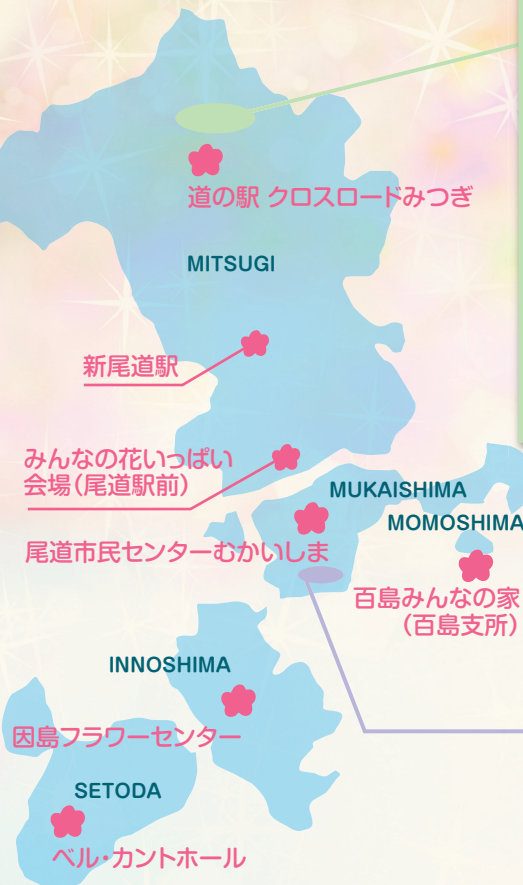 道の駅 クロスロードみつぎ
MITSUGI
新尾道駅
みんなの花いっぱい
会場（尾道駅前）
MUKAISHIMA
MOMOSHIMA
尾道市民センターむかいしま
百島みんなの家
（百島支所）
INNOSHIMA
因島フラワーセンター
SETODA
ベル・カントホール